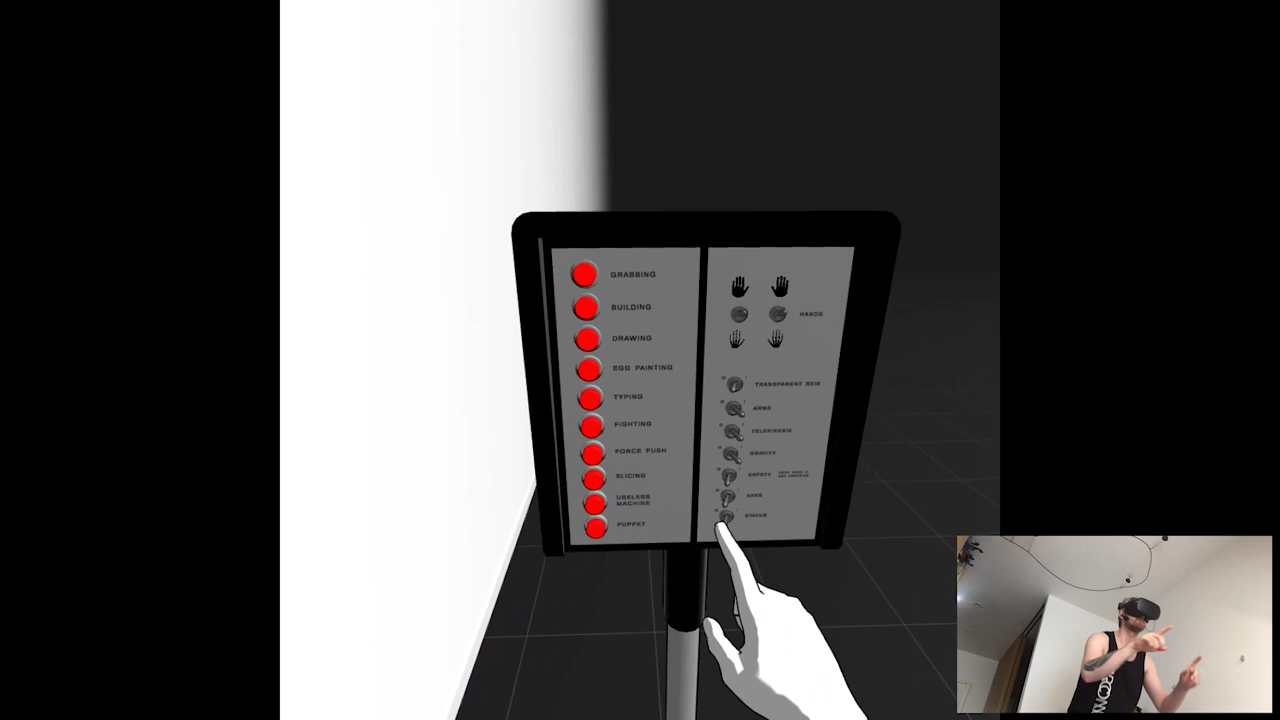 GRABBING
BUILDING
DRAWING
EGG PAINTING
TYPING
FIGHTING
FORCE PUSH
SLICING
USELESS
MACHINE
PUPPET
HANDS
TRANSPARENT SKIN
ARMS
TELEKINESIS
GRAVITY
SAFETY
AXES
STATUS